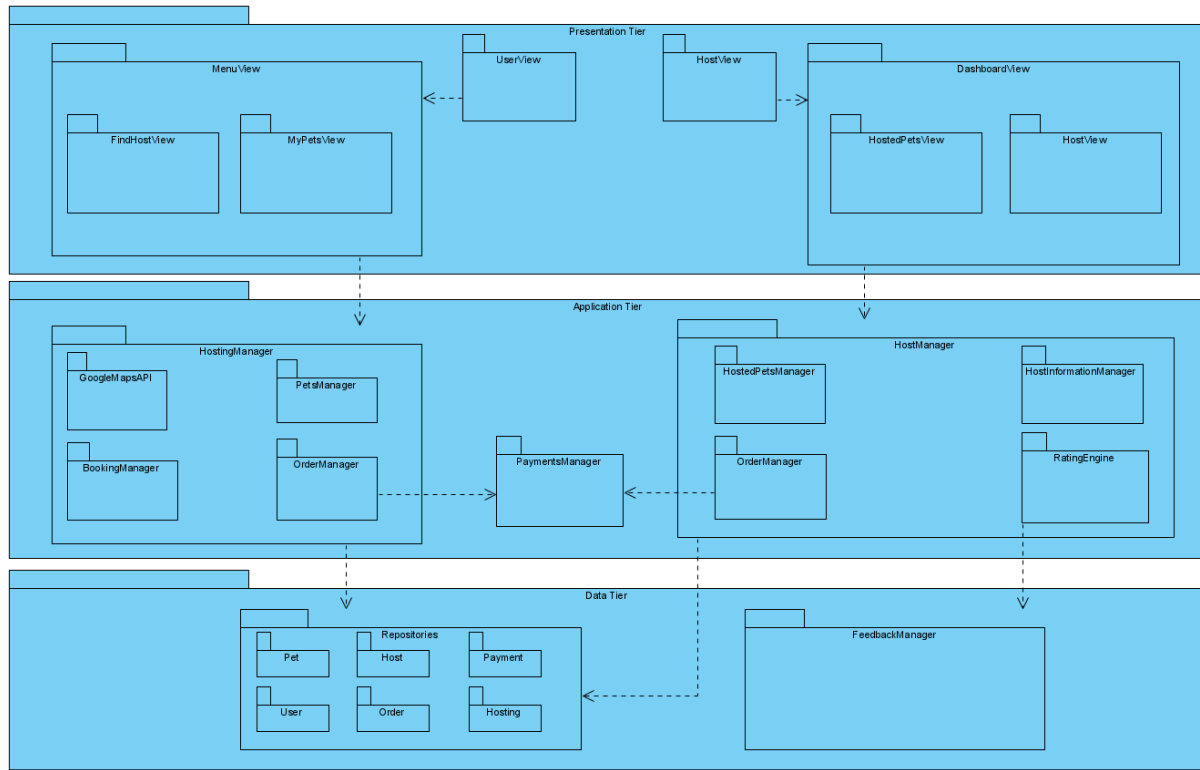 Presentation Tier
MenuView
UserView
HostView
DashboardView
FindHostView
MyPetsView
HostedPetsView
HostView
Application Tier
HostingManager
HostManager
GoogleMapsAPI
PetsManager
HostedPetsManager
HostInformationManager
BookingManager
OrderManager
PaymentsManager
OrderManager
RatingEngine
Data Tier
Repositories
FeedbackManager
Pet
Host
Payment
User
Order
Hosting